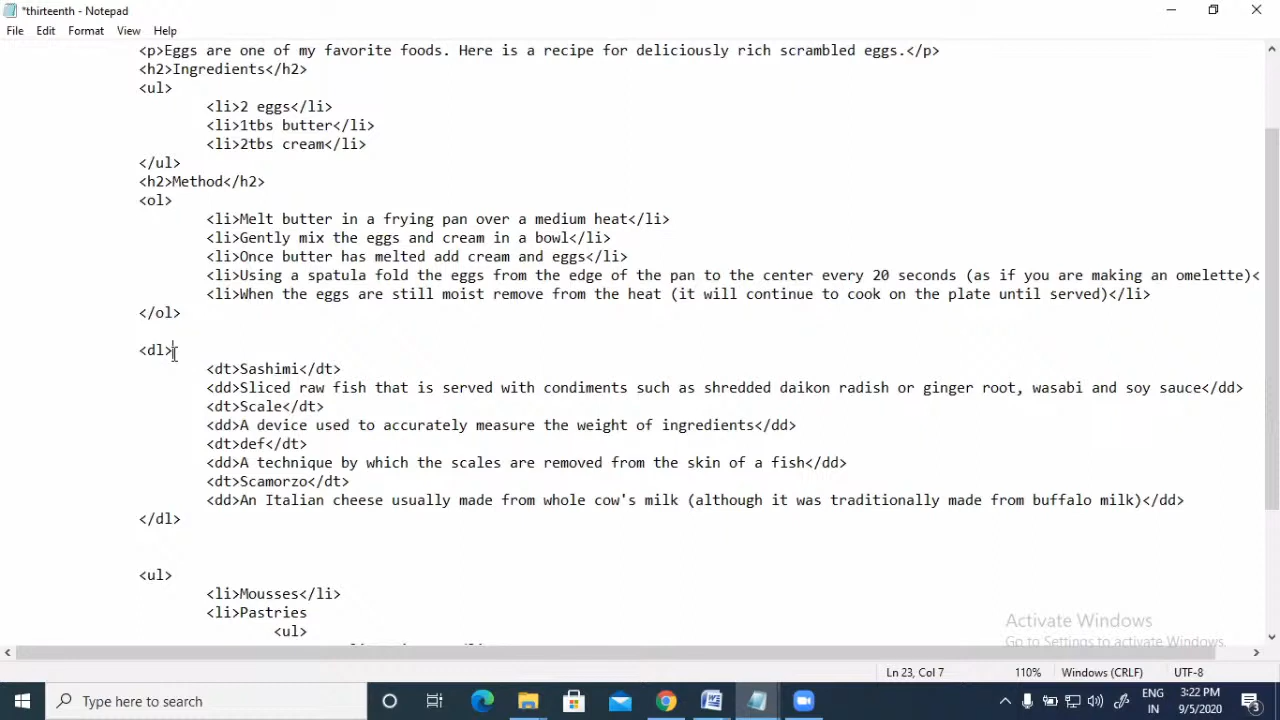 *thirteenth - Notepad
File Edit Format View Help
<p>Eggs are one of my favorite foods. Here is a recipe for deliciously rich scrambled eggs.</p>
<h2>Ingredients</h2>
<ul>
<li>2 eggs</li>
<li>1tbs butter</li>
<li>2tbs cream</li>
</ul>
<h2>Method</h2>
<ol>
<li>Melt butter in a frying pan over a medium heat</li>
<li>Gently mix the eggs and cream in a bowl</li>
<li>Once butter has melted add cream and eggs</li>
<li>Using a spatula fold the eggs from the edge of the pan to the center every 20 seconds (as if you are making an omelette)<
<li>When the eggs are still moist remove from the heat (it will continue to cook on the plate until served)</li>
</ol>
<dl>
<dt>Sashimi</dt>
<dd>Sliced raw fish that is served with condiments such as shredded daikon radish or ginger root, wasabi and soy sauce</dd>
<dt>Scale</dt>
<dd>A device used to accurately measure the weight of ingredients</dd>
<dt>def</dt>
<dd>A technique by which the scales are removed from the skin of a fish</dd>
<dt>Scamorzo</dt>
<dd>An Italian cheese usually made from whole cow's milk (although it was traditionally made from buffalo milk)</dd>
</dl>
<ul>
<li>Mousses</li>
<li>Pastries
<ul>
Activate Windows
Go to Settings to activate Windows.
Ln 23, Col 7 110% Windows (CRLF) UTF-8
Type here to search
ENG
IN
3:22 PM
9/5/2020
3